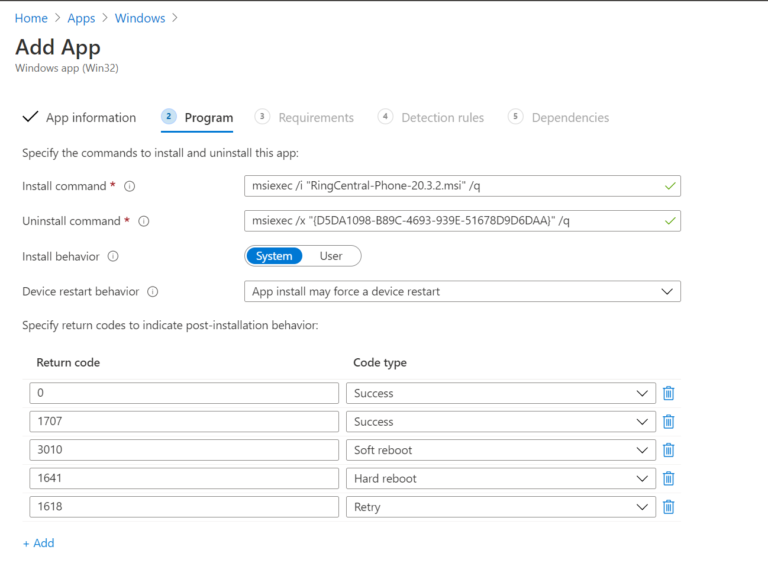 Home > Apps > Windows >
Add App
Windows app (Win32)
App information 2 Program 3 Requirements 4 Detection rules 5 Dependencies
Specify the commands to install and uninstall this app:
Install command * msiexec /i "RingCentral-Phone-20.3.2.msi" /q
Uninstall command * msiexec /x "{D5DA1098-B89C-4693-939E-51678D9D6DAA}" /q
Install behavior System User
Device restart behavior App install may force a device restart
Specify return codes to indicate post-installation behavior:
Return code Code type
0 Success
1707 Success
3010 Soft reboot
1641 Hard reboot
1618 Retry
+ Add